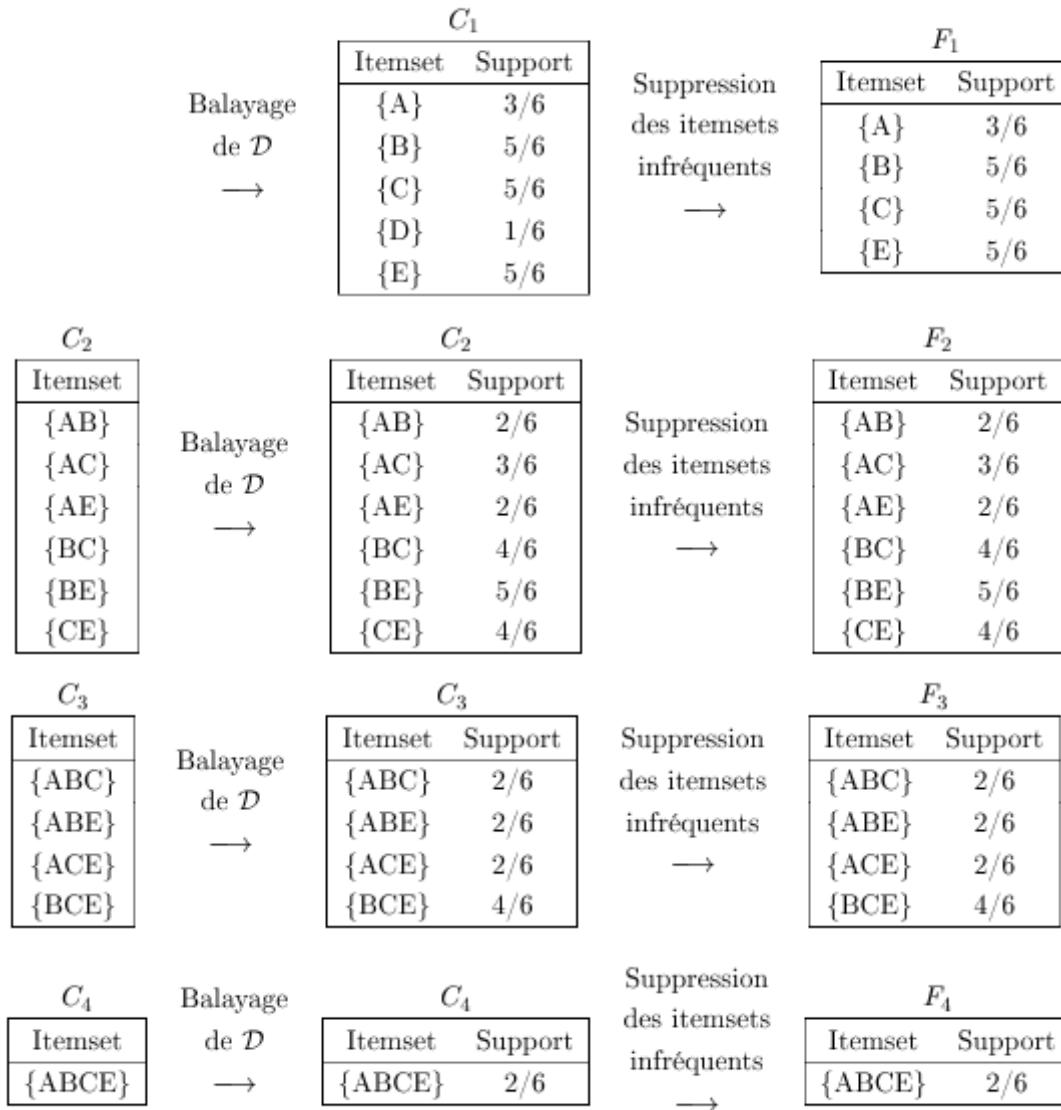 C₁
Itemset Support
{A} 3/6
{B} 5/6
{C} 5/6
{D} 1/6
{E} 5/6
Balayage
de 𝒟
⟶
Suppression
des itemsets
infréquents
⟶
F₁
Itemset Support
{A} 3/6
{B} 5/6
{C} 5/6
{E} 5/6
C₂
Itemset
{AB}
{AC}
{AE}
{BC}
{BE}
{CE}
Balayage
de 𝒟
⟶
C₂
Itemset Support
{AB} 2/6
{AC} 3/6
{AE} 2/6
{BC} 4/6
{BE} 5/6
{CE} 4/6
Suppression
des itemsets
infréquents
⟶
F₂
Itemset Support
{AB} 2/6
{AC} 3/6
{AE} 2/6
{BC} 4/6
{BE} 5/6
{CE} 4/6
C₃
Itemset
{ABC}
{ABE}
{ACE}
{BCE}
Balayage
de 𝒟
⟶
C₃
Itemset Support
{ABC} 2/6
{ABE} 2/6
{ACE} 2/6
{BCE} 4/6
Suppression
des itemsets
infréquents
⟶
F₃
Itemset Support
{ABC} 2/6
{ABE} 2/6
{ACE} 2/6
{BCE} 4/6
C₄
Itemset
{ABCE}
Balayage
de 𝒟
⟶
C₄
Itemset Support
{ABCE} 2/6
Suppression
des itemsets
infréquents
⟶
F₄
Itemset Support
{ABCE} 2/6